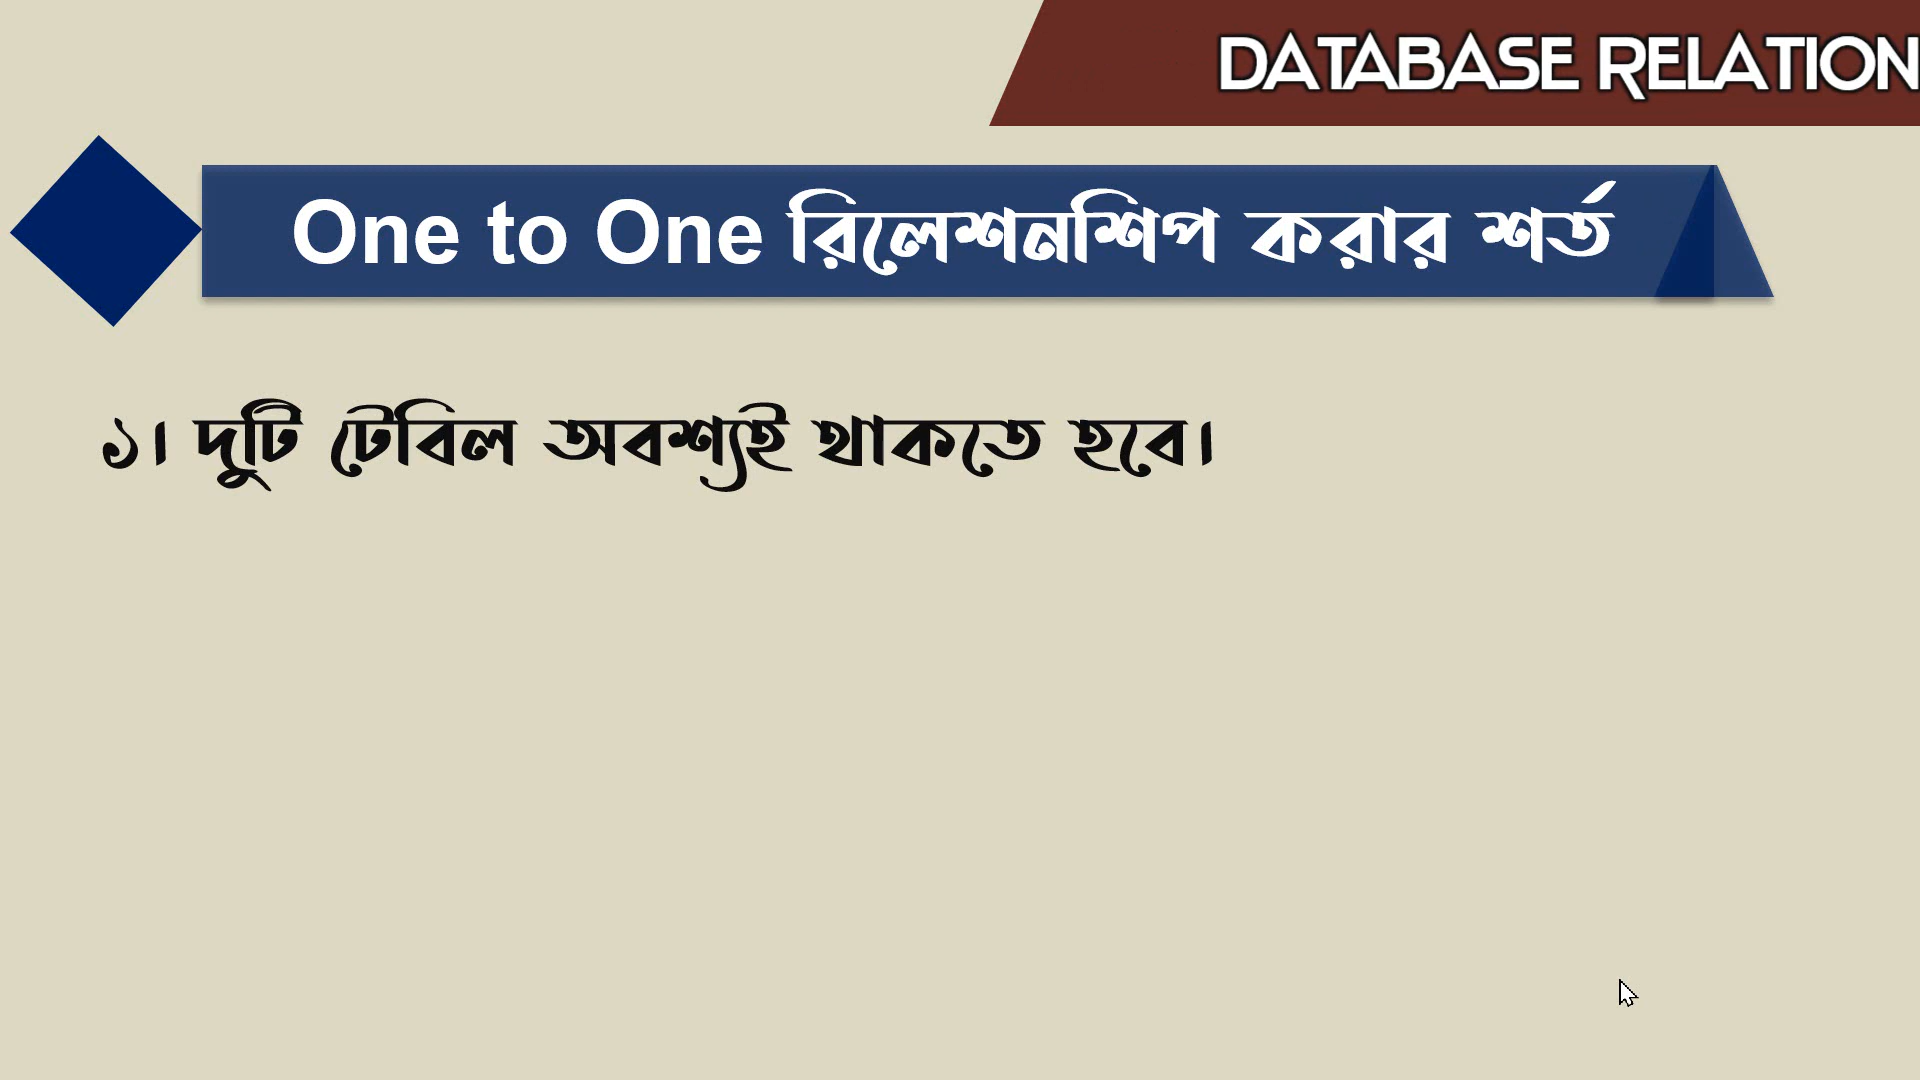 DATABASE RELATION
One to One রিলেশনশিপ করার শর্ত
১। দুটি টেবিল অবশ্যই থাকতে হবে।